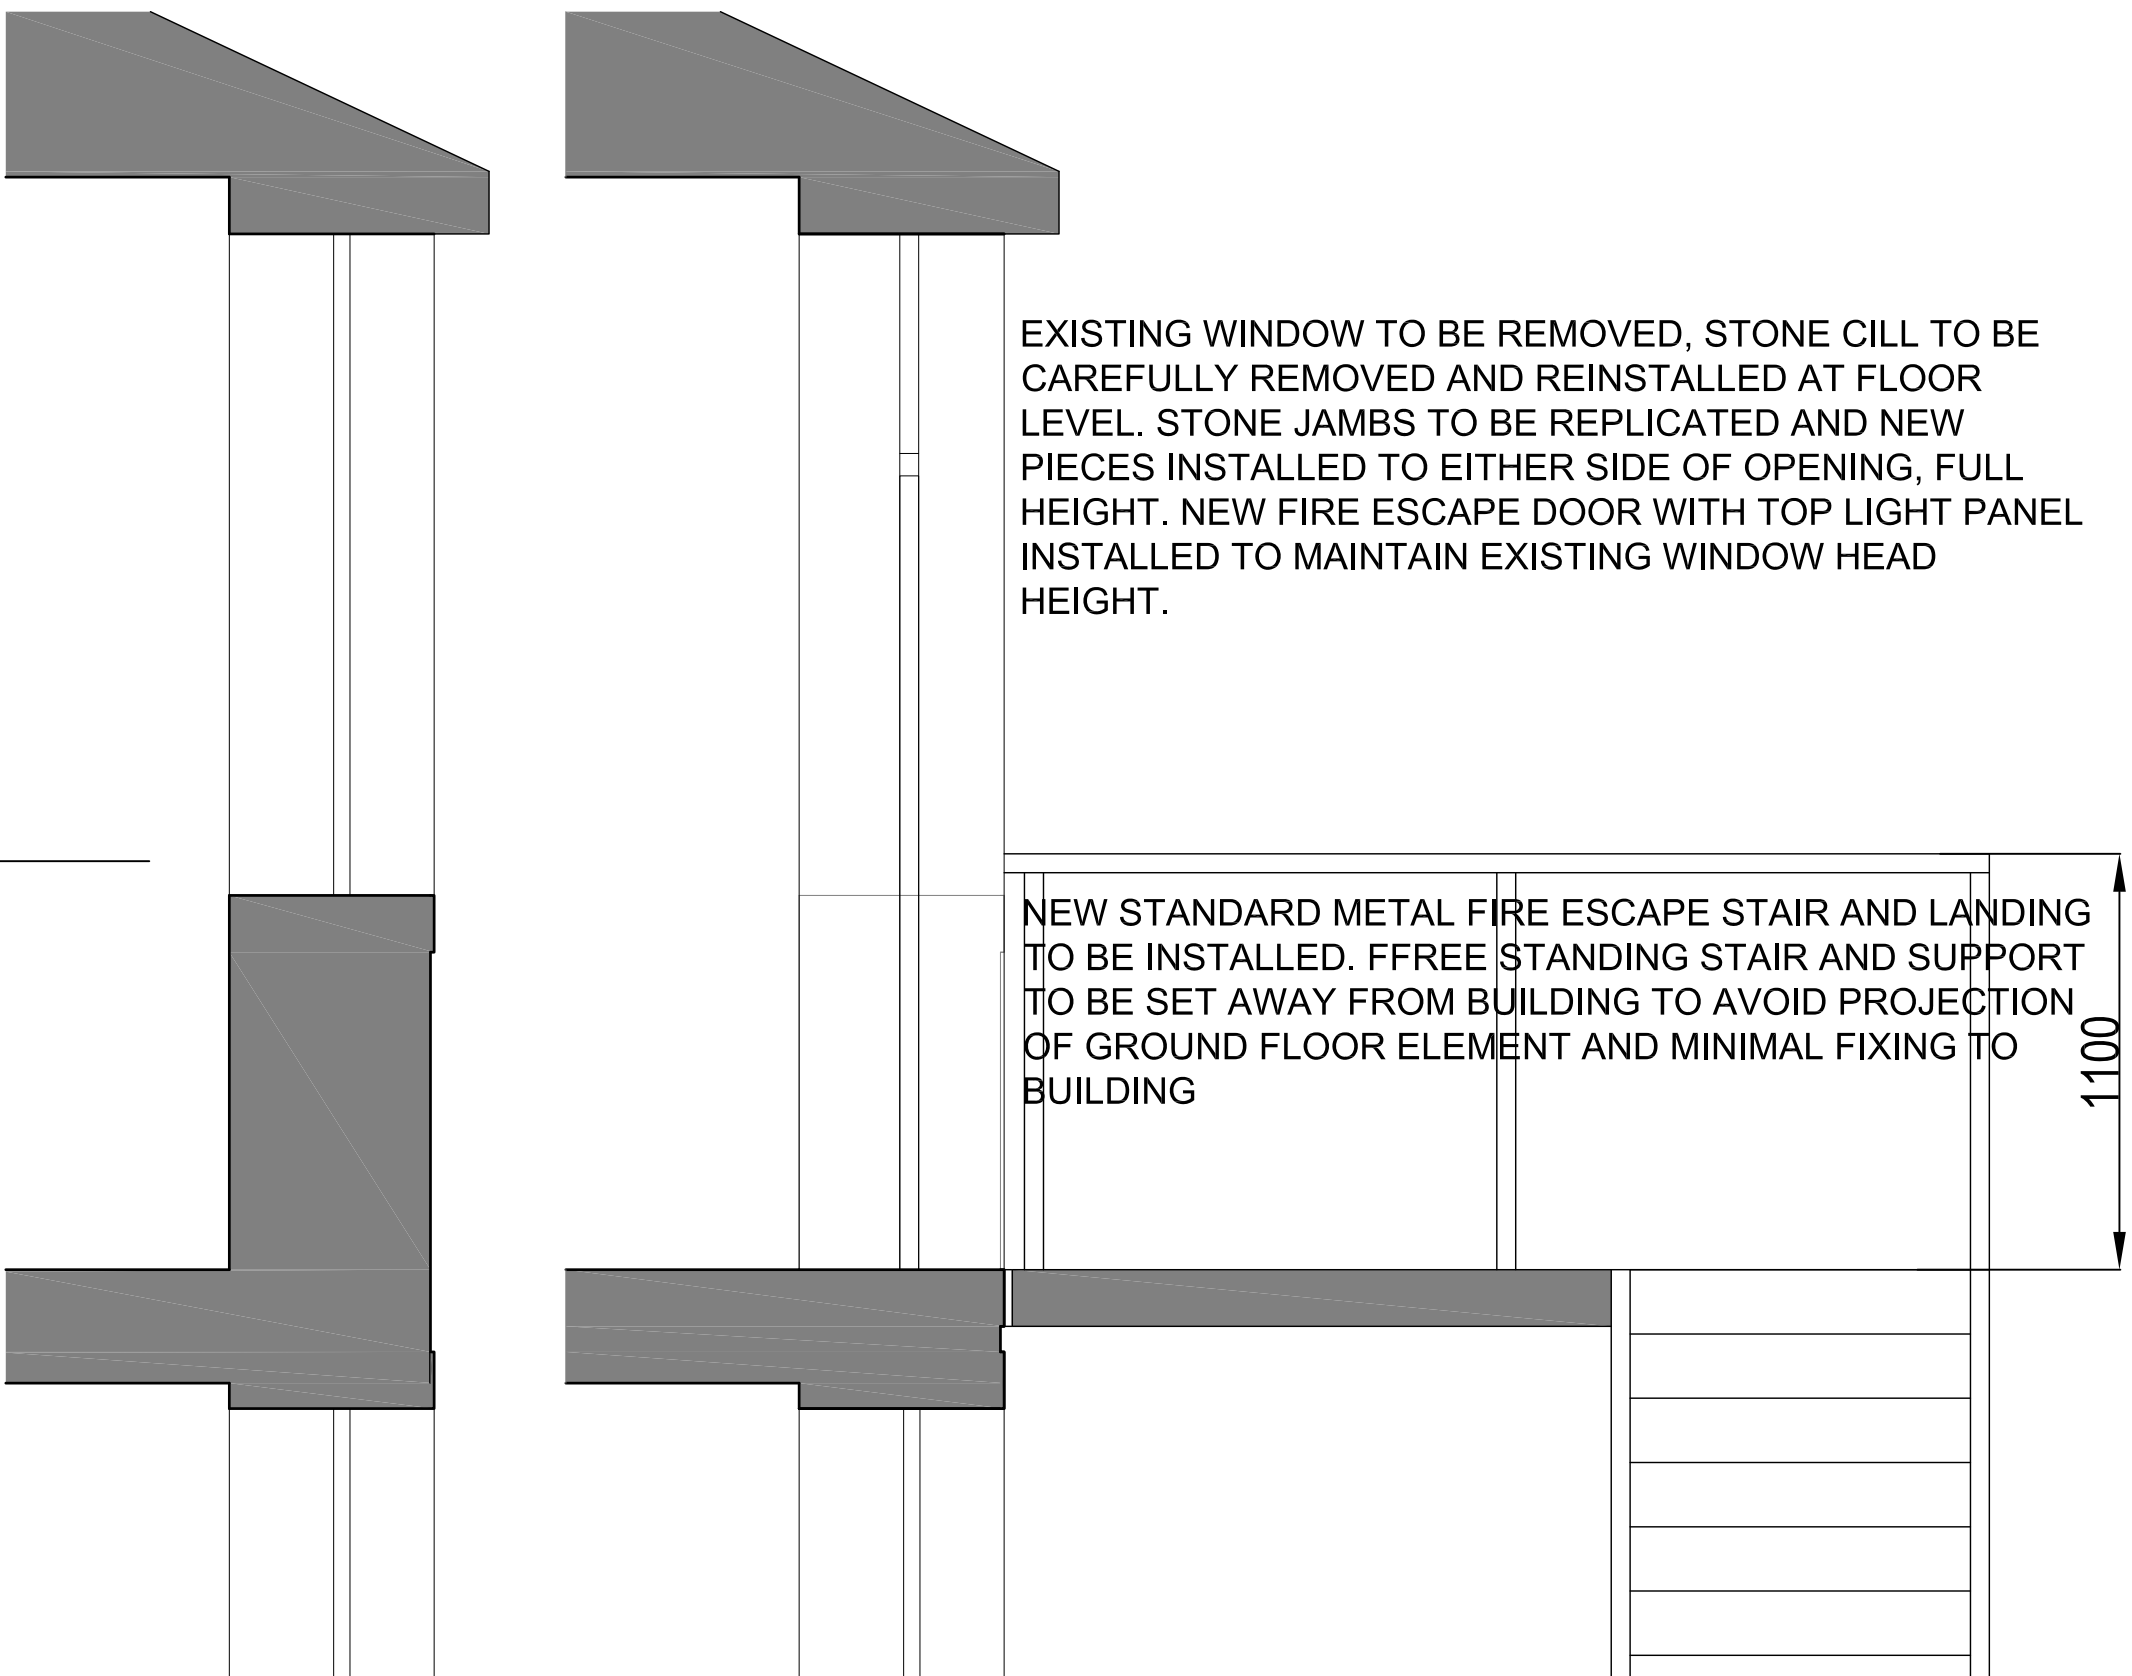 EXISTING WINDOW TO BE REMOVED, STONE CILL TO BE
CAREFULLY REMOVED AND REINSTALLED AT FLOOR
LEVEL. STONE JAMBS TO BE REPLICATED AND NEW
PIECES INSTALLED TO EITHER SIDE OF OPENING, FULL
HEIGHT. NEW FIRE ESCAPE DOOR WITH TOP LIGHT PANEL
INSTALLED TO MAINTAIN EXISTING WINDOW HEAD
HEIGHT.
NEW STANDARD METAL FIRE ESCAPE STAIR AND LANDING
TO BE INSTALLED. FFREE STANDING STAIR AND SUPPORT
TO BE SET AWAY FROM BUILDING TO AVOID PROJECTION
OF GROUND FLOOR ELEMENT AND MINIMAL FIXING TO
BUILDING
1100